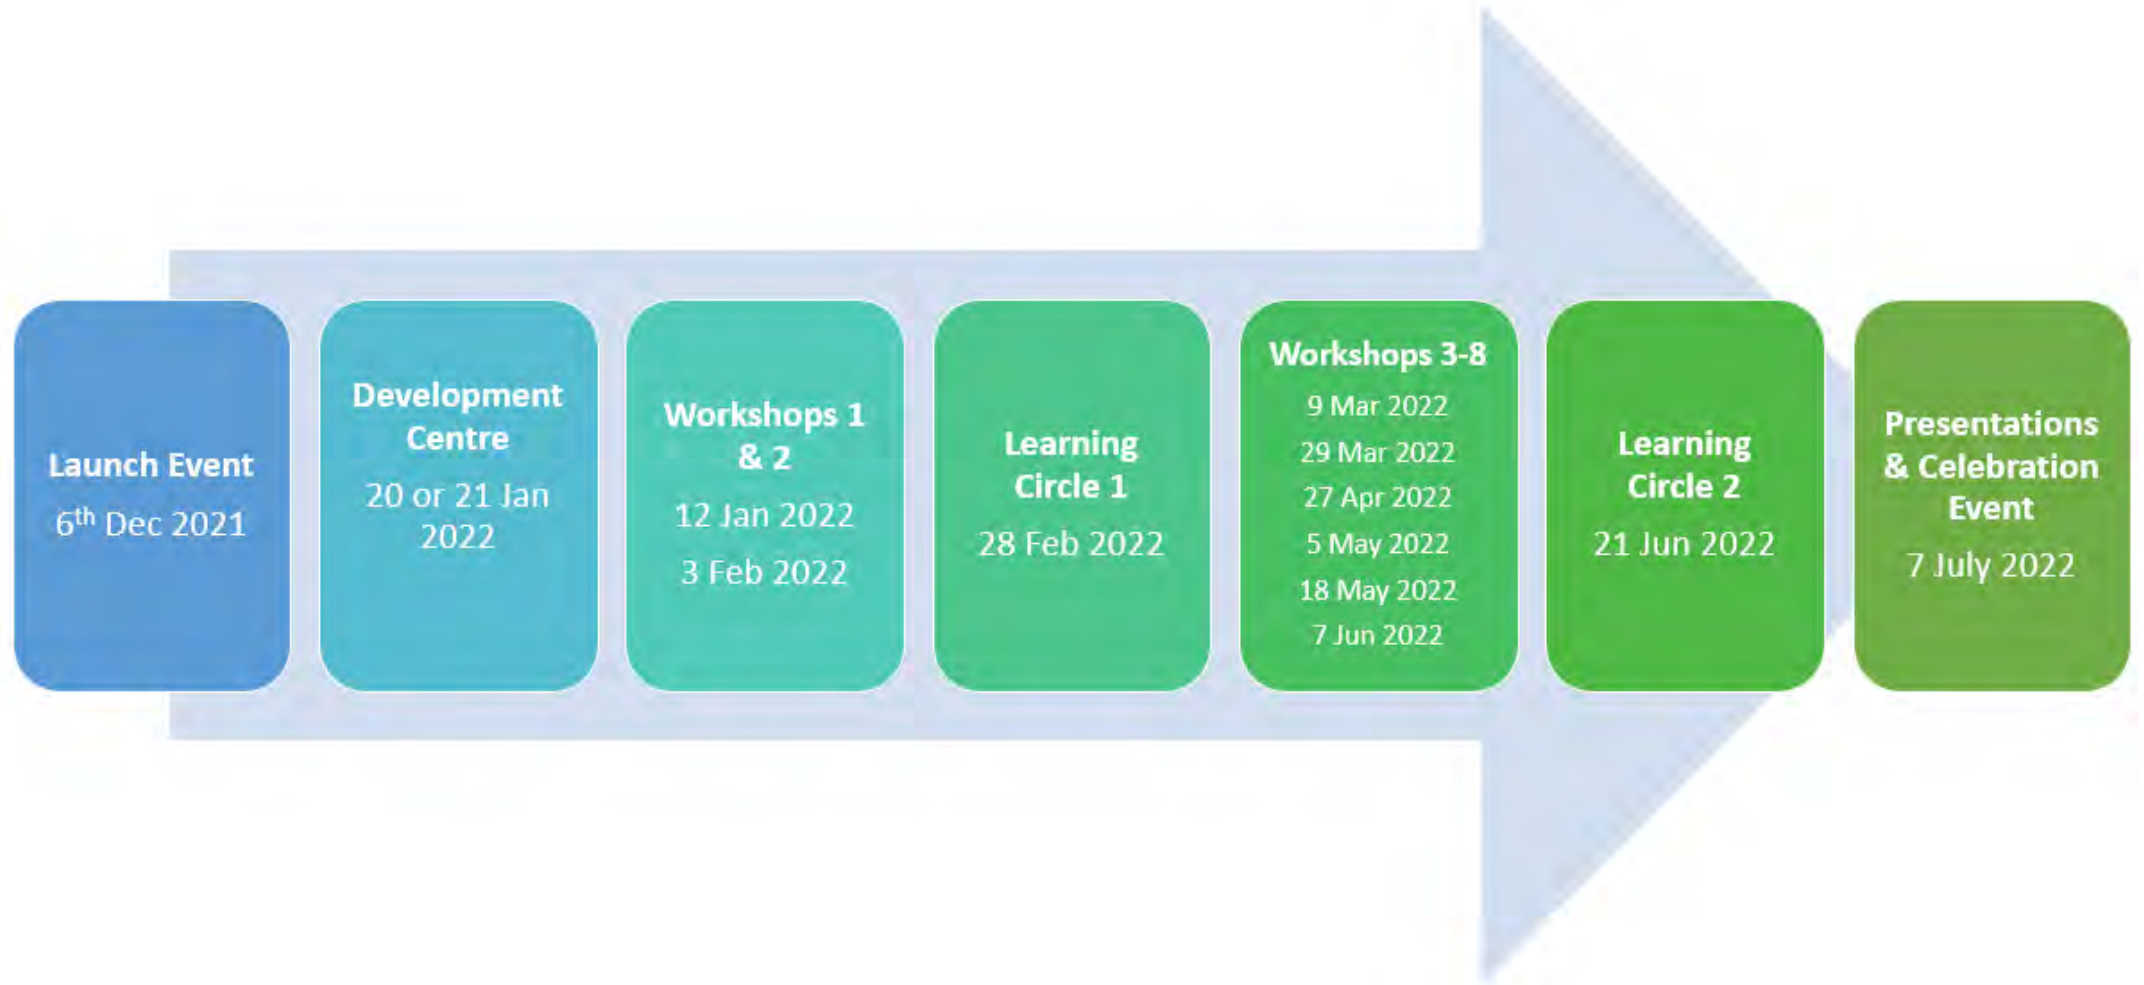 Launch Event
6th Dec 2021
Development
Centre
20 or 21 Jan
2022
Workshops 1
& 2
12 Jan 2022
3 Feb 2022
Learning
Circle 1
28 Feb 2022
Workshops 3-8
9 Mar 2022
29 Mar 2022
27 Apr 2022
5 May 2022
18 May 2022
7 Jun 2022
Learning
Circle 2
21 Jun 2022
Presentations
& Celebration
Event
7 July 2022